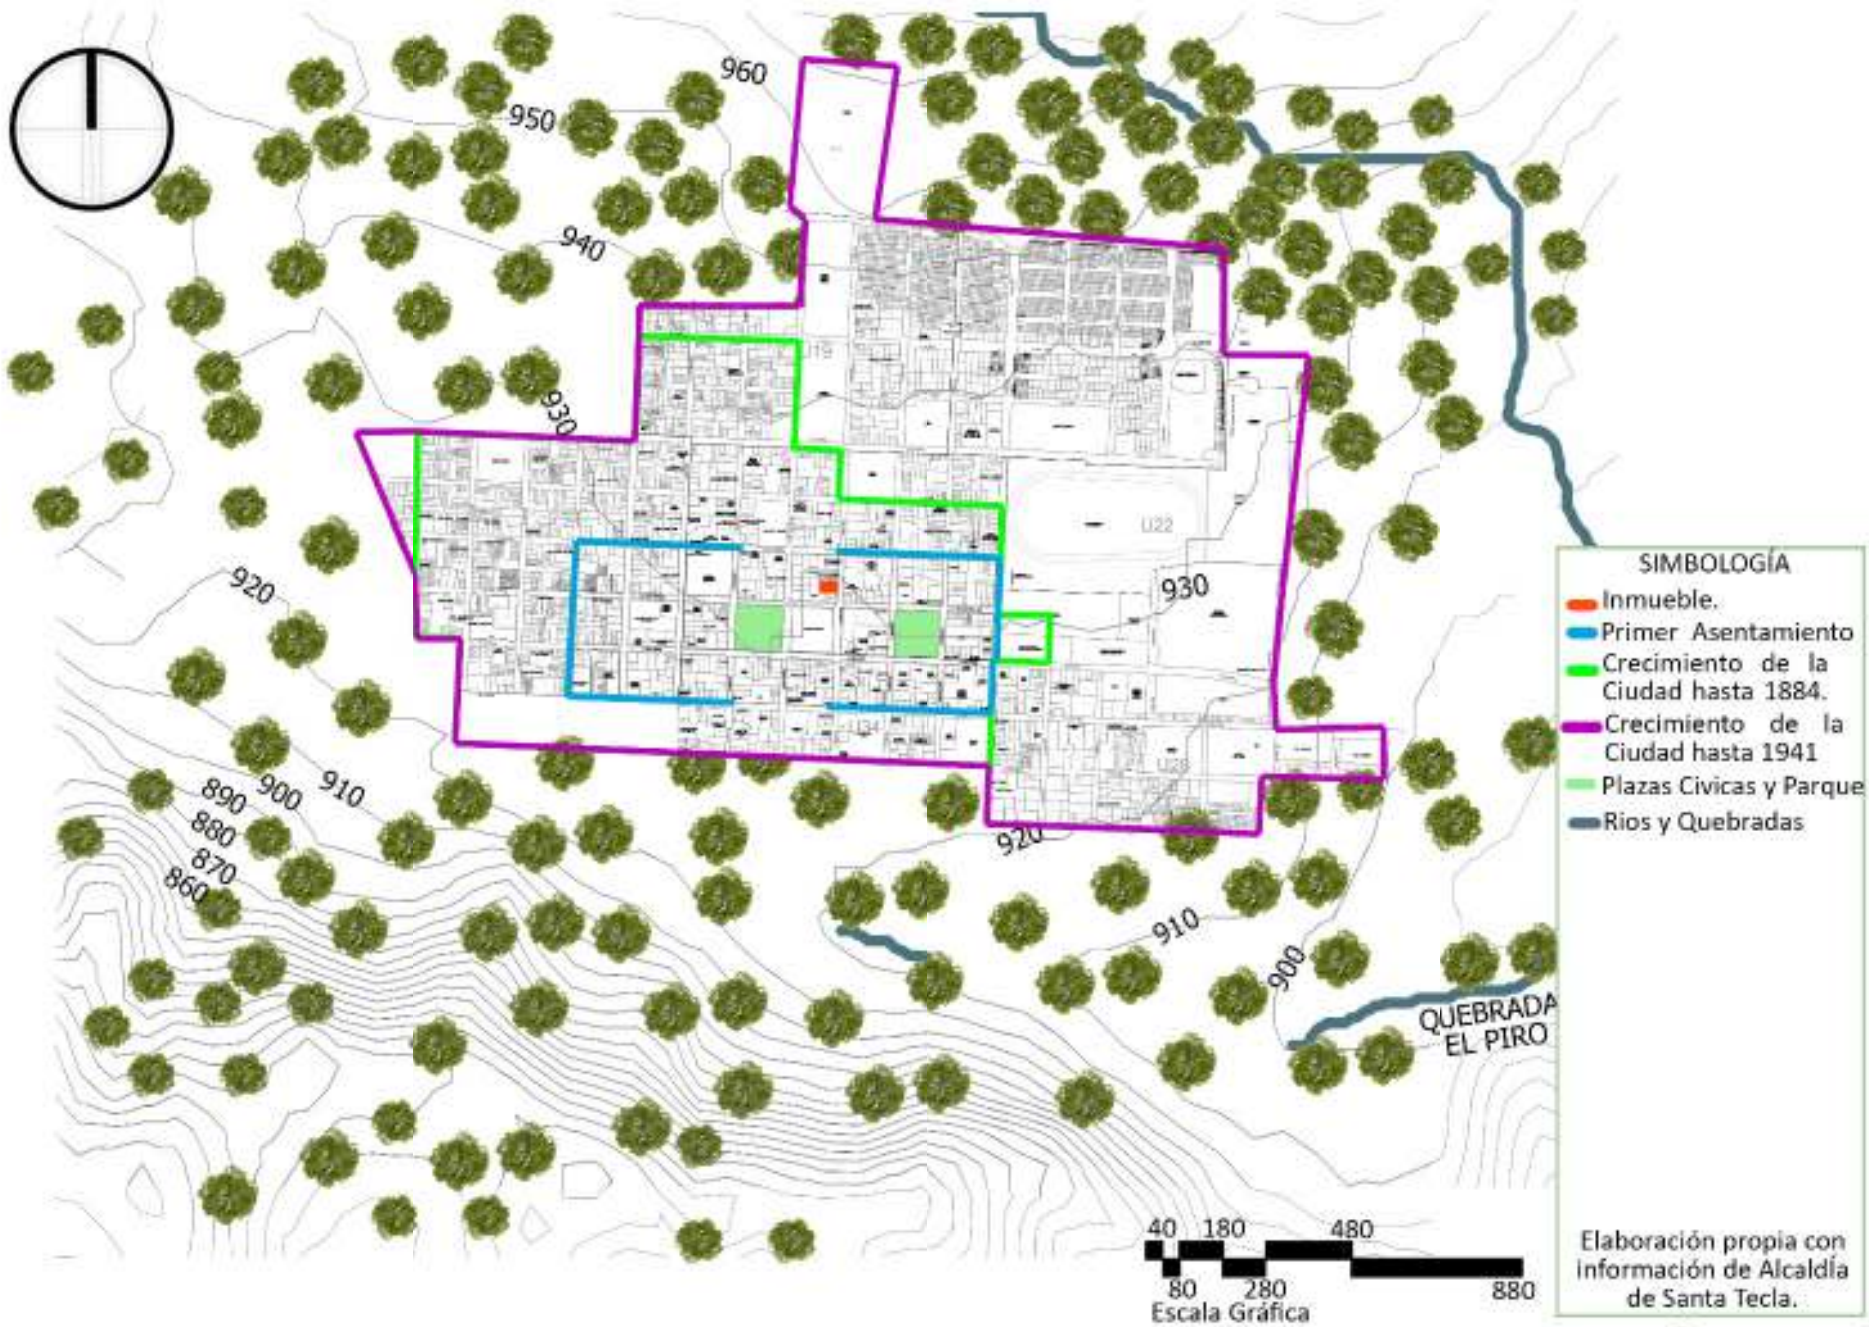 960
950
940
930
920
910
900
890
880
870
860
U19
U22
930
U34
U28
920
910
900
QUEBRADA
EL PIRO
SIMBOLOGÍA
Inmueble.
Primer Asentamiento
Crecimiento de la
Ciudad hasta 1884.
Crecimiento de la
Ciudad hasta 1941
Plazas Civicas y Parque
Rios y Quebradas
40 180 480
80 280 880
Escala Gráfica
Elaboración propia con
información de Alcaldía
de Santa Tecla.